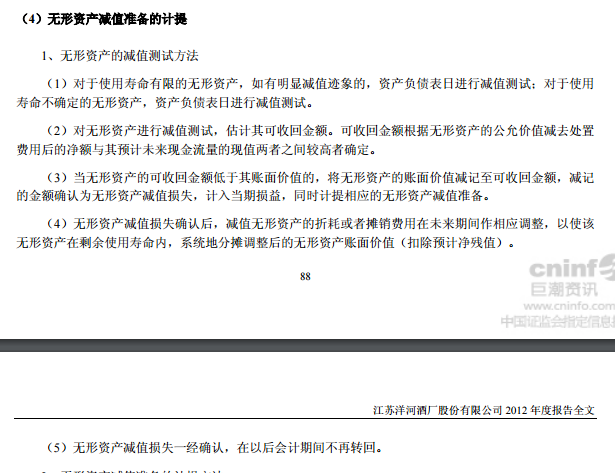 （4）无形资产减值准备的计提
1、无形资产的减值测试方法
（1）对于使用寿命有限的无形资产，如有明显减值迹象的，资产负债表日进行减值测试；对于使用
寿命不确定的无形资产，资产负债表日进行减值测试。
（2）对无形资产进行减值测试，估计其可收回金额。可收回金额根据无形资产的公允价值减去处置
费用后的净额与其预计未来现金流量的现值两者之间较高者确定。
（3）当无形资产的可收回金额低于其账面价值的，将无形资产的账面价值减记至可收回金额，减记
的金额确认为无形资产减值损失，计入当期损益，同时计提相应的无形资产减值准备。
（4）无形资产减值损失确认后，减值无形资产的折耗或者摊销费用在未来期间作相应调整，以使该
无形资产在剩余使用寿命内，系统地分摊调整后的无形资产账面价值（扣除预计净残值）。
88
cninf
巨潮资讯
www.cninfo.com
中国证监会指定信息
江苏洋河酒厂股份有限公司 2012 年度报告全文
（5）无形资产减值损失一经确认，在以后会计期间不再转回。